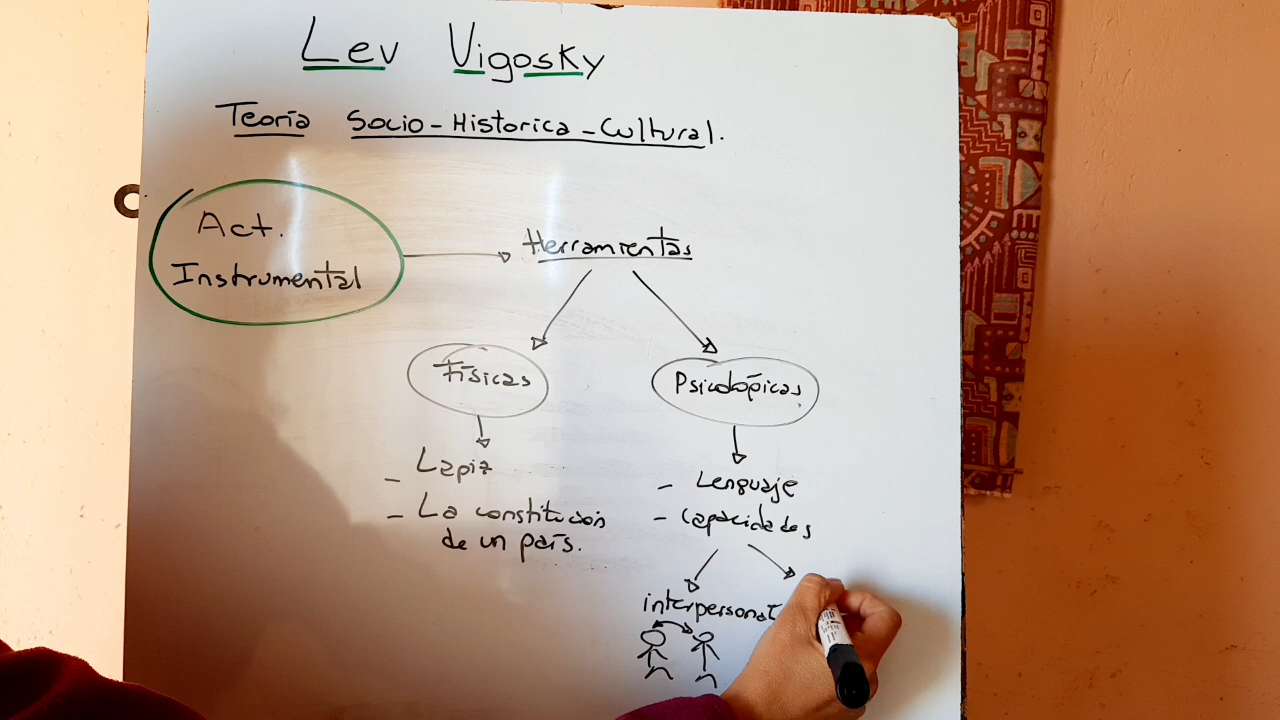 Lev Vigosky
Teoría Socio-Historica-Cultural.
Act.
Instrumental
Herramientas
Físicas
Psicológicas
- Lapiz
- La constitución
de un país.
- Lenguaje
- Capacidades
interpersonal